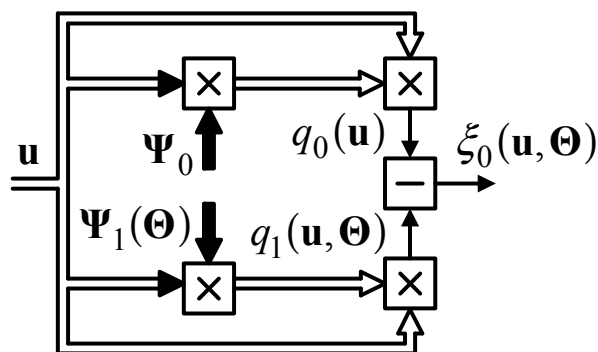 ×
×
u
Ψ₀
q₀(u)
ξ₀(u, Θ)
−
Ψ₁(Θ)
q₁(u, Θ)
×
×